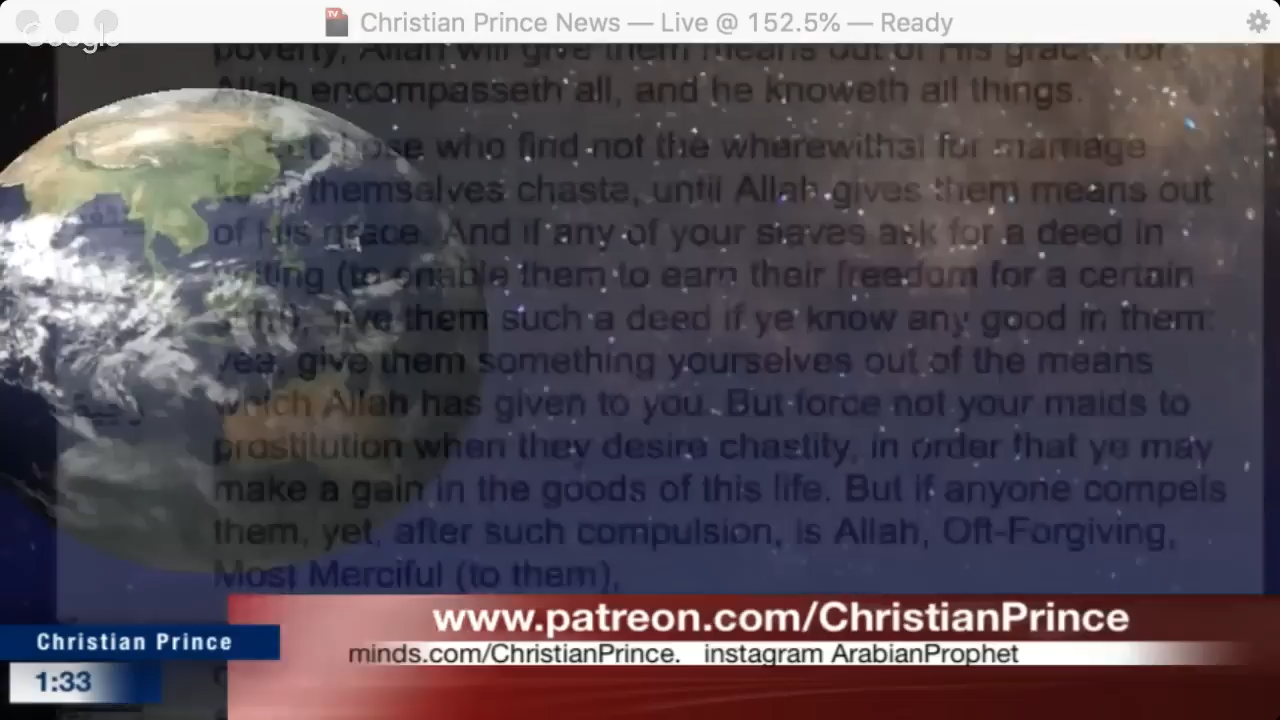 Christian Prince News — Live @ 152.5% — Ready
Google
poverty, Allah will give them means out of His grace, for
Allah encompasseth all, and he knoweth all things.
Let those who find not the wherewithal for marriage
keep themselves chaste, until Allah gives them means out
of His grace. And if any of your slaves ask for a deed in
writing (to enable them to earn their freedom for a certain
give them such a deed if ye know any good in them:
yea, give them something yourselves out of the means
which Allah has given to you. But force not your maids to
prostitution when they desire chastity, in order that ye may
make a gain in the goods of this life. But if anyone compels
them, yet, after such compulsion, is Allah, Oft-Forgiving,
Most Merciful (to them),
www.patreon.com/ChristianPrince
Christian Prince
minds.com/ChristianPrince. instagram ArabianProphet
1:33